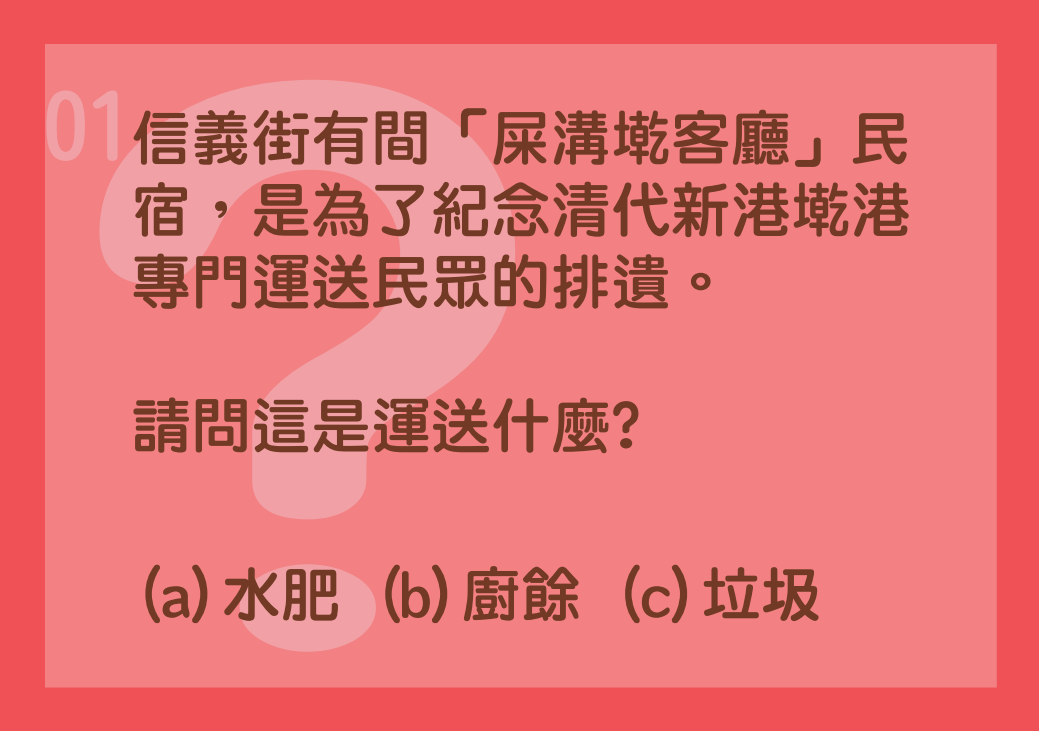 01
信義街有間「屎溝墘客廳」民
宿，是為了紀念清代新港墘港
專門運送民眾的排遺。
請問這是運送什麼?
(a)水肥 (b)廚餘 (c)垃圾